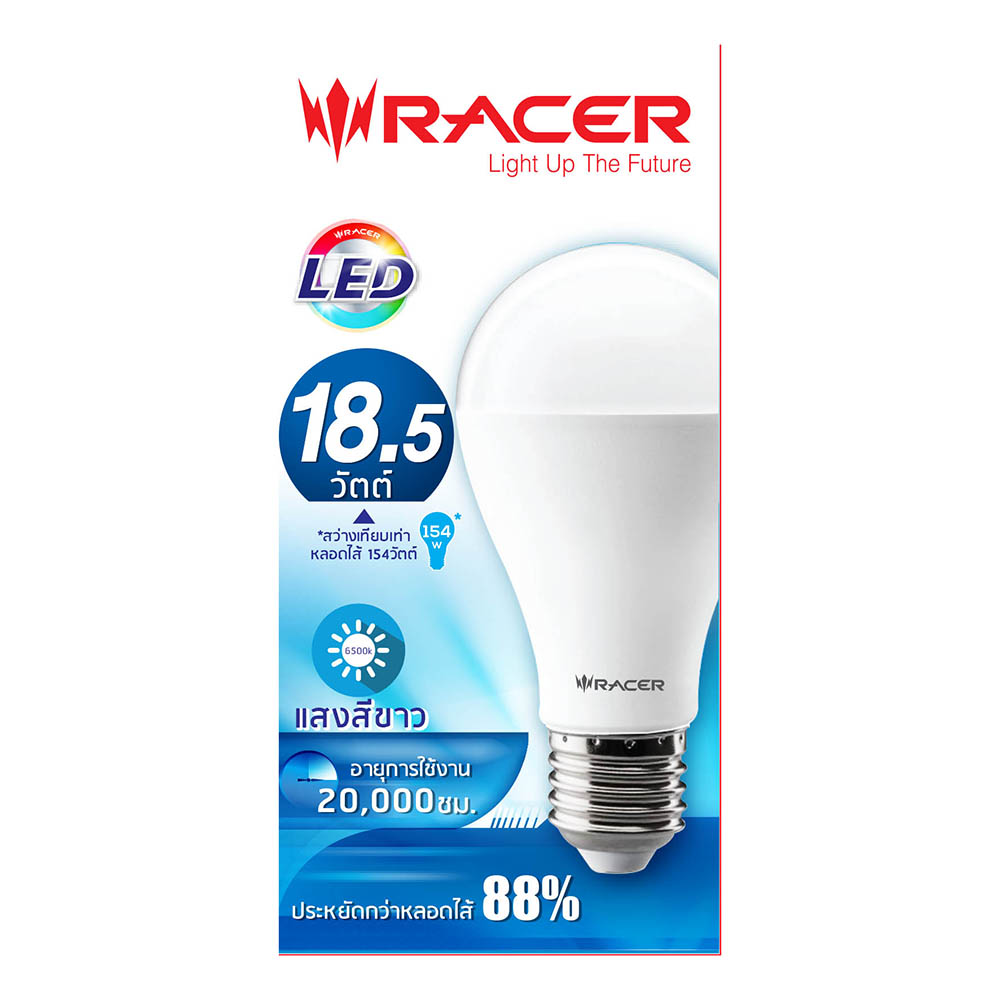 RACER
Light Up The Future
RACER
LED
18.5
วัตต์
*สว่างเทียบเท่า
หลอดไส้ 154วัตต์
154
W
*
6500k
แสงสีขาว
RACER
อายุการใช้งาน
20,000ชม.
ประหยัดกว่าหลอดไส้ 88%